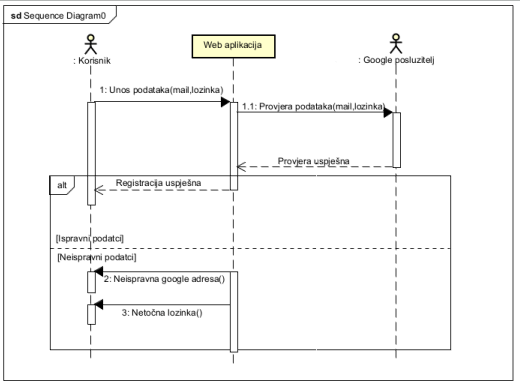 sd Sequence Diagram0
: Korisnik
Web aplikacija
: Google posluzitelj
1: Unos podataka(mail,lozinka)
1.1: Provjera podataka(mail,lozinka)
Provjera uspješna
alt
Registracija uspješna
[Ispravni podatci]
[Neispravni podatci]
2: Neispravna google adresa()
3: Netočna lozinka()